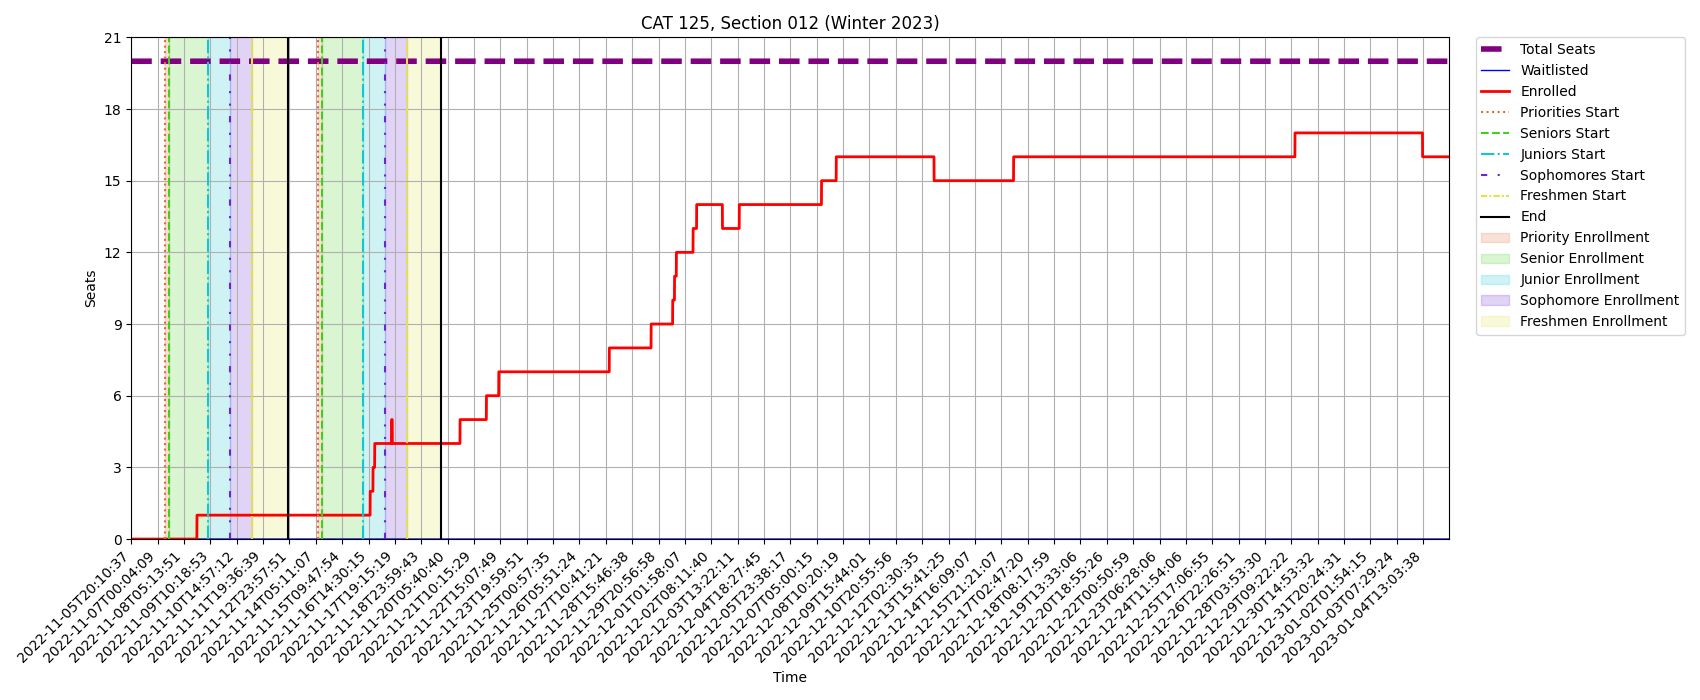 CAT 125, Section 012 (Winter 2023)
21
18
15
12
9
6
3
0
Seats
2022-11-05T20:10:37
2022-11-07T00:04:09
2022-11-08T05:13:51
2022-11-09T10:18:53
2022-11-10T14:57:12
2022-11-11T19:36:39
2022-11-12T23:57:51
2022-11-14T05:11:07
2022-11-15T09:47:54
2022-11-16T14:30:15
2022-11-17T19:15:19
2022-11-18T23:59:43
2022-11-20T05:40:40
2022-11-21T10:15:29
2022-11-22T15:07:49
2022-11-23T19:59:51
2022-11-25T00:57:35
2022-11-26T05:51:24
2022-11-27T10:41:21
2022-11-28T15:46:38
2022-11-29T20:56:58
2022-12-01T01:58:07
2022-12-02T08:11:40
2022-12-03T13:22:11
2022-12-04T18:27:45
2022-12-05T23:38:17
2022-12-07T05:00:15
2022-12-08T10:20:19
2022-12-09T15:44:01
2022-12-10T20:55:56
2022-12-12T02:30:35
2022-12-13T15:41:25
2022-12-14T16:09:07
2022-12-15T21:21:07
2022-12-17T02:47:20
2022-12-18T08:17:59
2022-12-19T13:33:06
2022-12-20T18:55:26
2022-12-22T00:50:59
2022-12-23T06:28:06
2022-12-24T11:54:06
2022-12-25T17:06:55
2022-12-26T22:26:51
2022-12-28T03:53:30
2022-12-29T09:22:22
2022-12-30T14:53:32
2022-12-31T20:24:31
2023-01-02T01:54:15
2023-01-03T07:29:24
2023-01-04T13:03:38
Time
Total Seats
Waitlisted
Enrolled
Priorities Start
Seniors Start
Juniors Start
Sophomores Start
Freshmen Start
End
Priority Enrollment
Senior Enrollment
Junior Enrollment
Sophomore Enrollment
Freshmen Enrollment